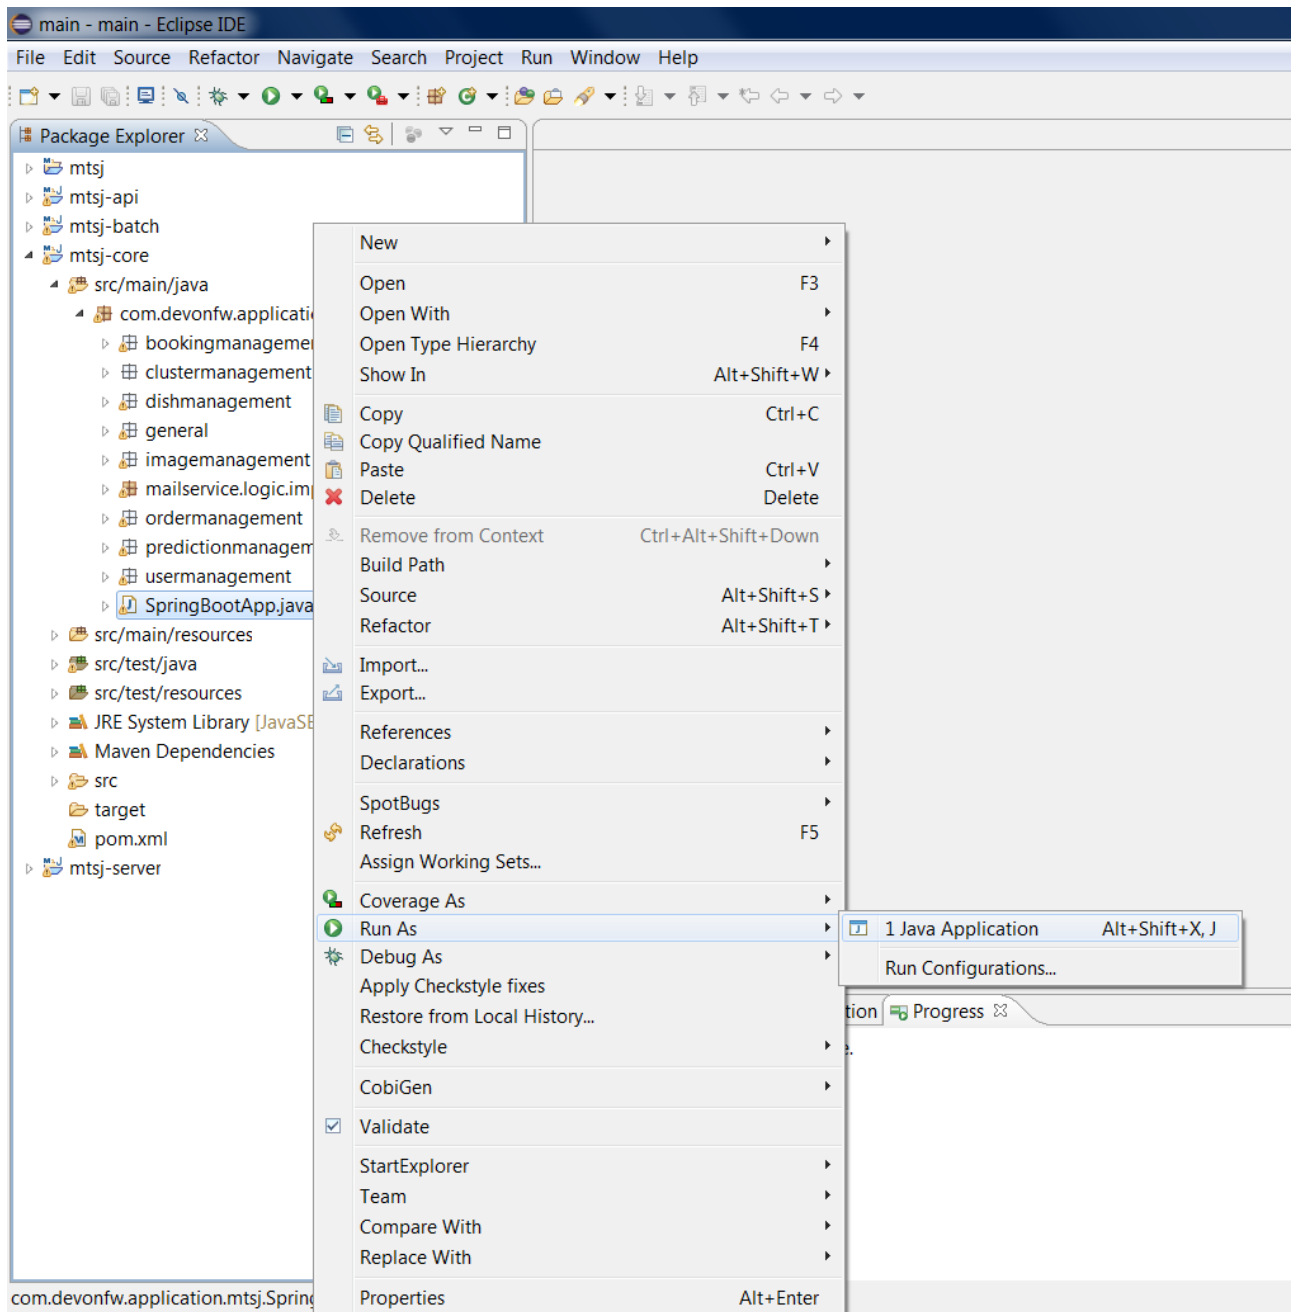 main - main - Eclipse IDE
File Edit Source Refactor Navigate Search Project Run Window Help
Package Explorer
mtsj
mtsj-api
mtsj-batch
mtsj-core
src/main/java
com.devonfw.applicati
bookingmanagemen
clustermanagement
dishmanagement
general
imagemanagement
mailservice.logic.imp
ordermanagement
predictionmanagem
usermanagement
SpringBootApp.java
src/main/resources
src/test/java
src/test/resources
JRE System Library [JavaSE
Maven Dependencies
src
target
pom.xml
mtsj-server
com.devonfw.application.mtsj.Spring
New
Open F3
Open With
Open Type Hierarchy F4
Show In Alt+Shift+W
Copy Ctrl+C
Copy Qualified Name
Paste Ctrl+V
Delete Delete
Remove from Context Ctrl+Alt+Shift+Down
Build Path
Source Alt+Shift+S
Refactor Alt+Shift+T
Import...
Export...
References
Declarations
SpotBugs
Refresh F5
Assign Working Sets...
Coverage As
Run As
Debug As
Apply Checkstyle fixes
Restore from Local History...
Checkstyle
CobiGen
Validate
StartExplorer
Team
Compare With
Replace With
Properties Alt+Enter
1 Java Application Alt+Shift+X, J
Run Configurations...
tion Progress
e.